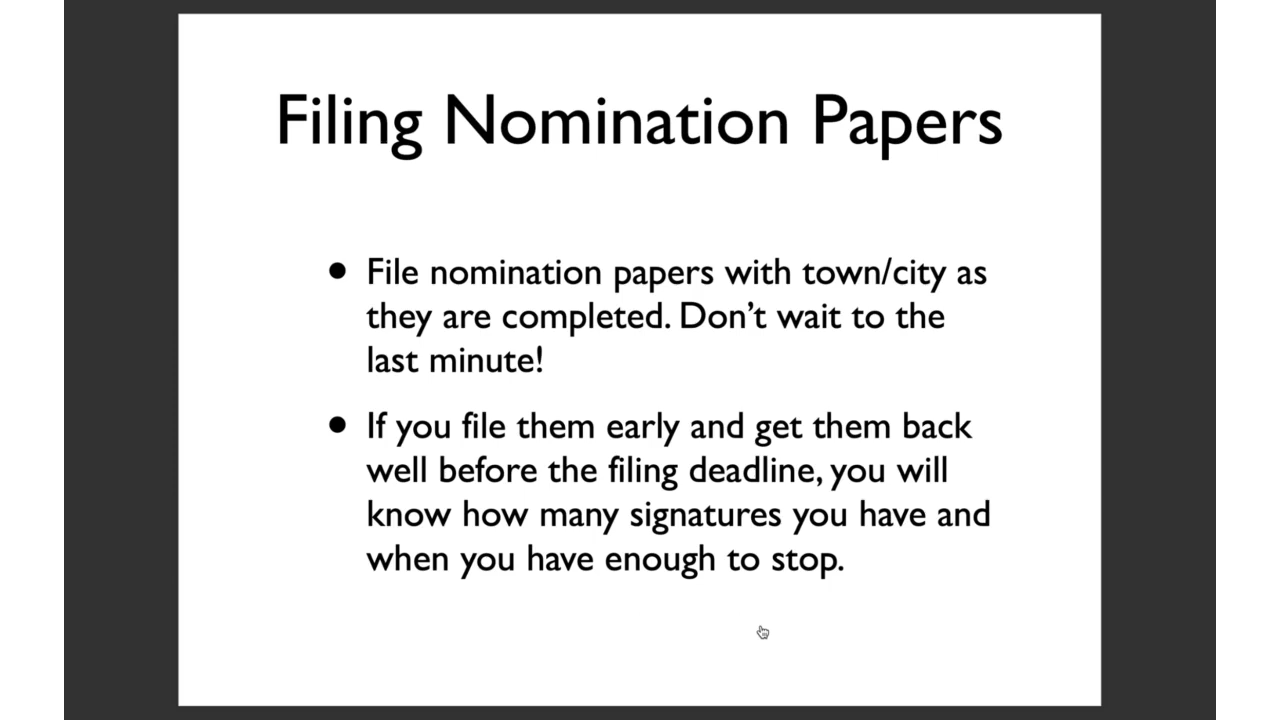 Filing Nomination Papers
• File nomination papers with town/city as
they are completed. Don’t wait to the
last minute!
• If you file them early and get them back
well before the filing deadline, you will
know how many signatures you have and
when you have enough to stop.